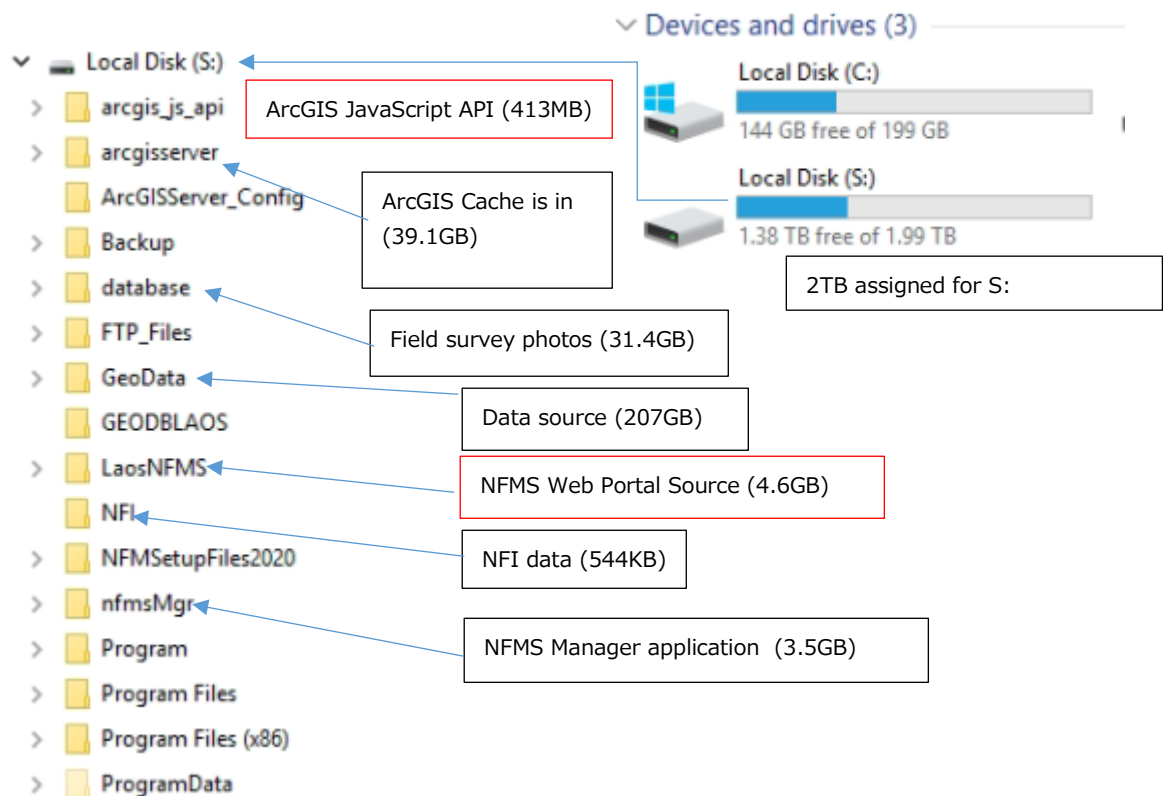 Devices and drives (3)
Local Disk (S:)
Local Disk (C:)
arcgis_js_api
ArcGIS JavaScript API (413MB)
144 GB free of 199 GB
arcgisserver
Local Disk (S:)
ArcGISServer_Config
ArcGIS Cache is in
(39.1GB)
1.38 TB free of 1.99 TB
Backup
2TB assigned for S:
database
FTP_Files
Field survey photos (31.4GB)
GeoData
Data source (207GB)
GEODBLAOS
LaosNFMS
NFMS Web Portal Source (4.6GB)
NFI
NFMSetupFiles2020
NFI data (544KB)
nfmsMgr
NFMS Manager application (3.5GB)
Program
Program Files
Program Files (x86)
ProgramData